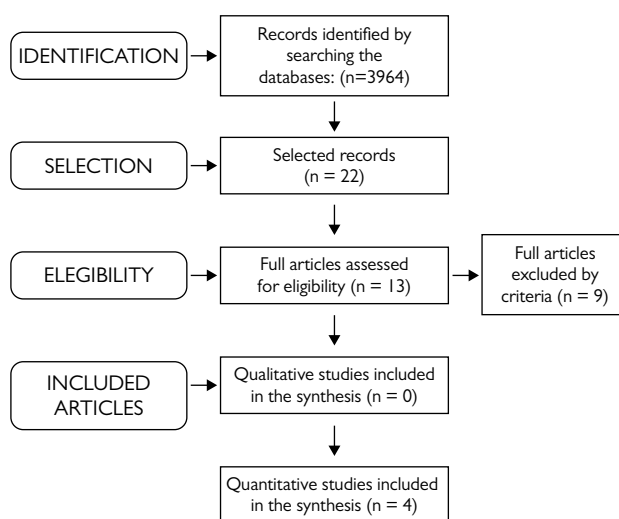 IDENTIFICATION
Records identified by
searching the
databases: (n=3964)
SELECTION
Selected records
(n = 22)
ELEGIBILITY
Full articles assessed
for eligibility (n = 13)
Full articles
excluded by
criteria (n = 9)
INCLUDED
ARTICLES
Qualitative studies included
in the synthesis (n = 0)
Quantitative studies included
in the synthesis (n = 4)